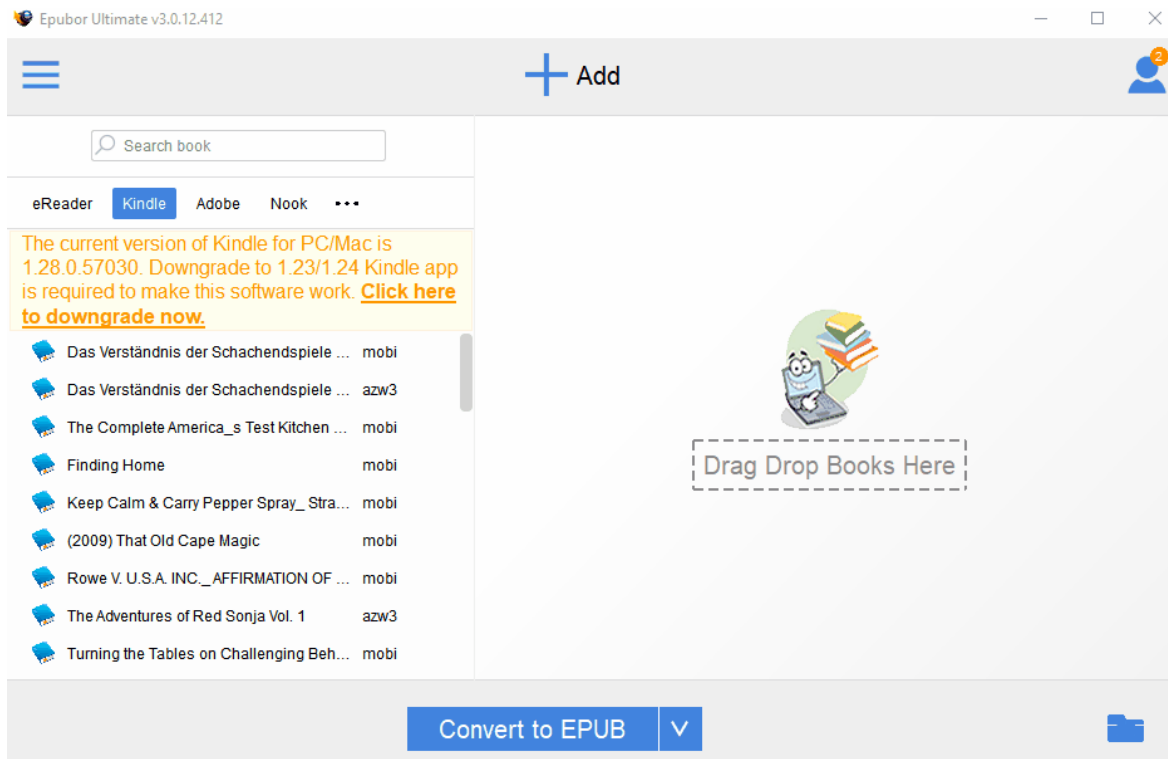 Epubor Ultimate v3.0.12.412
Add
2
Search book
eReader Kindle Adobe Nook •••
The current version of Kindle for PC/Mac is
1.28.0.57030. Downgrade to 1.23/1.24 Kindle app
is required to make this software work. Click here
to downgrade now.
Das Verständnis der Schachendspiele ... mobi
Das Verständnis der Schachendspiele ... azw3
The Complete America_s Test Kitchen ... mobi
Finding Home mobi
Keep Calm & Carry Pepper Spray_ Stra... mobi
(2009) That Old Cape Magic mobi
Rowe V. U.S.A. INC._ AFFIRMATION OF ... mobi
The Adventures of Red Sonja Vol. 1 azw3
Turning the Tables on Challenging Beh... mobi
Drag Drop Books Here
Convert to EPUB